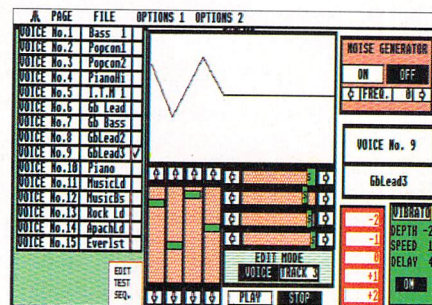 PAGE FILE OPTIONS 1 OPTIONS 2
VOICE No.1 Bass 1
VOICE No.2 Popcon1
VOICE No.3 Popcon2
VOICE No.4 PianoHi
VOICE No.5 I.T.M 1
VOICE No.6 Gb Lead
VOICE No.7 Gb Bass
VOICE No.8 GbLead2
VOICE No.9 GbLead3 ✓
VOICE No.10 Piano
VOICE No.11 MusicLd
VOICE No.12 MusicBs
VOICE No.13 Rock Ld
VOICE No.14 ApachLd
VOICE No.15 Everlst
EDIT
TEST
SEQ.
EDIT MODE
VOICE TRACK 3
PLAY STOP
NOISE GENERATOR
ON OFF
FREQ. 0
VOICE No. 9
GbLead3
-2
-1
0
+1
+2
VIBRATO
DEPTH -2
SPEED 1
DELAY 4
ON